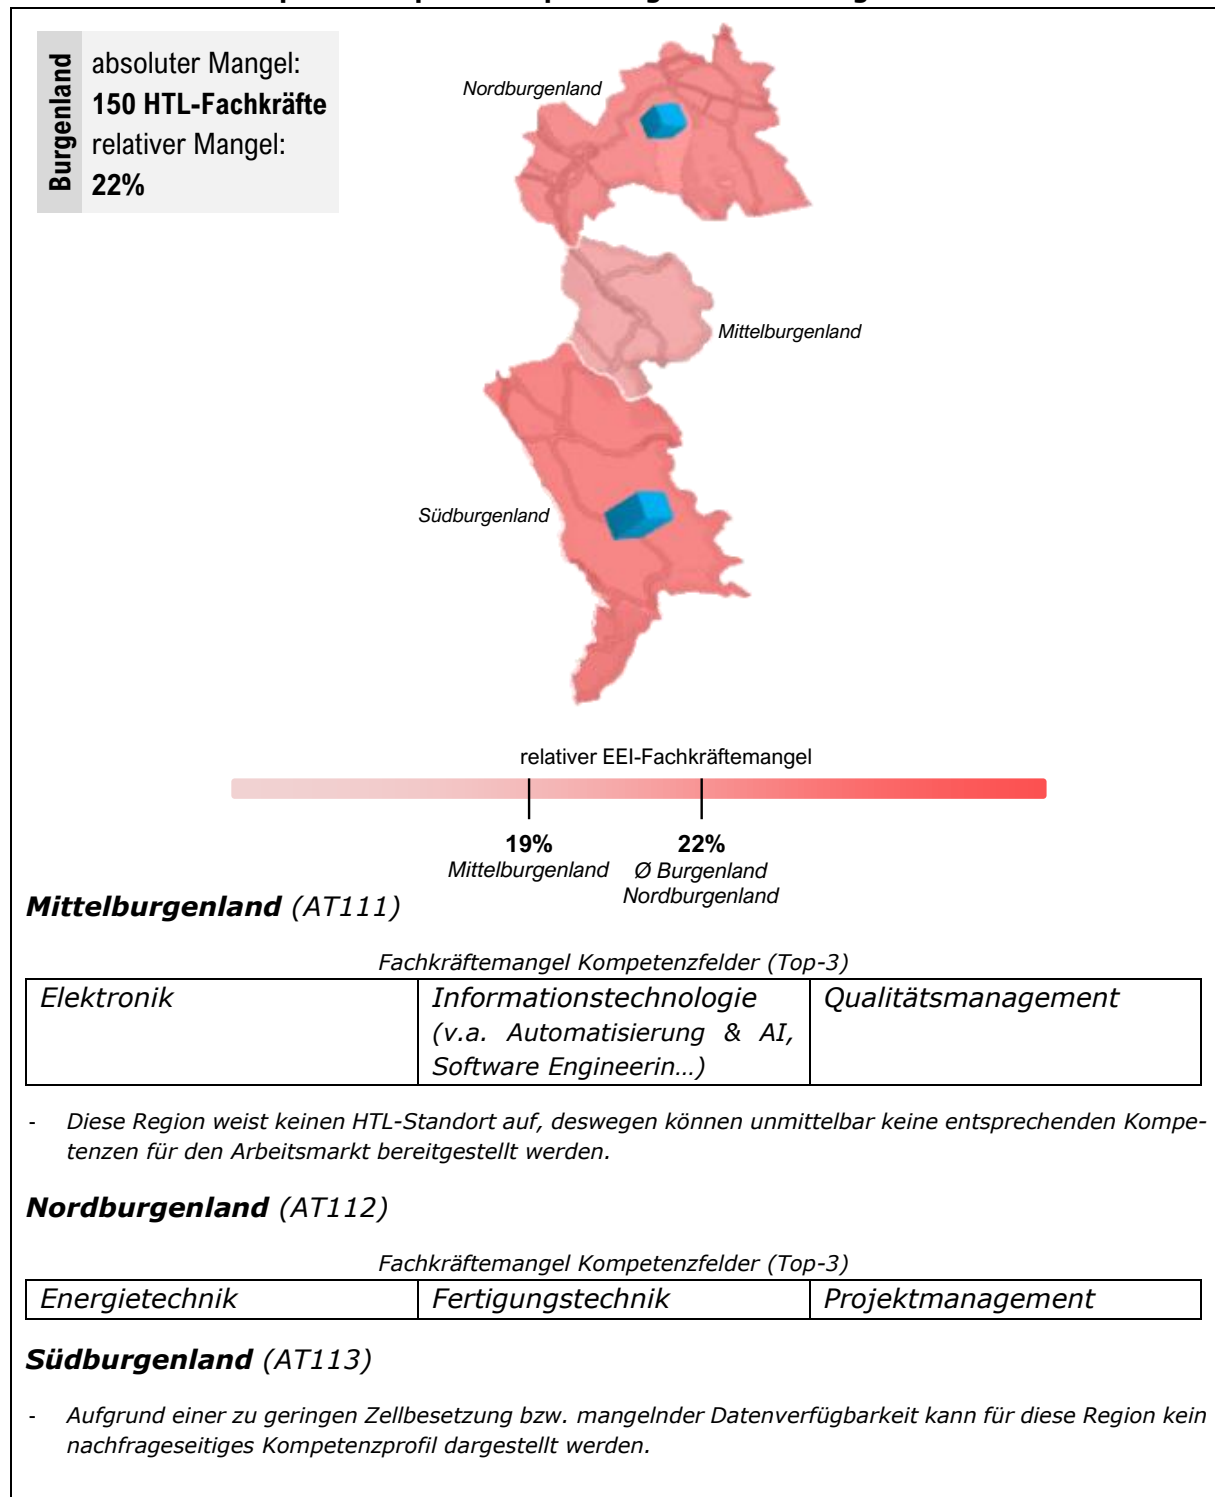 Burgenland
absoluter Mangel:
150 HTL-Fachkräfte
relativer Mangel:
22%
Nordburgenland
Mittelburgenland
Südburgenland
relativer EEI-Fachkräftemangel
19%
Mittelburgenland
22%
Ø Burgenland
Nordburgenland
Mittelburgenland (AT111)
Fachkräftemangel Kompetenzfelder (Top-3)
Elektronik
Informationstechnologie
(v.a. Automatisierung & AI,
Software Engineerin…)
Qualitätsmanagement
- Diese Region weist keinen HTL-Standort auf, deswegen können unmittelbar keine entsprechenden Kompe-
tenzen für den Arbeitsmarkt bereitgestellt werden.
Nordburgenland (AT112)
Fachkräftemangel Kompetenzfelder (Top-3)
Energietechnik
Fertigungstechnik
Projektmanagement
Südburgenland (AT113)
- Aufgrund einer zu geringen Zellbesetzung bzw. mangelnder Datenverfügbarkeit kann für diese Region kein
nachfrageseitiges Kompetenzprofil dargestellt werden.